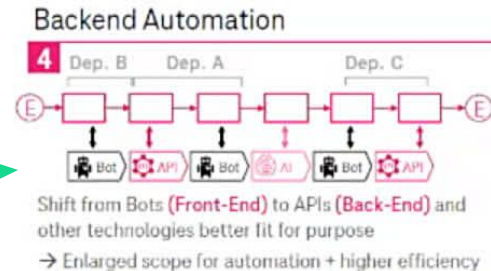 Backend Automation
4 Dep. B Dep. A Dep. C
E E
Bot API Bot AI Bot API
Shift from Bots (Front-End) to APIs (Back-End) and
other technologies better fit for purpose
→ Enlarged scope for automation + higher efficiency